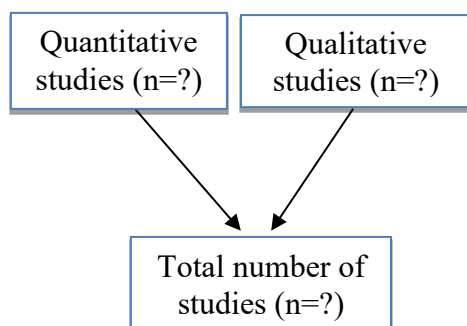 Quantitative
studies (n=?)
Qualitative
studies (n=?)
Total number of
studies (n=?)